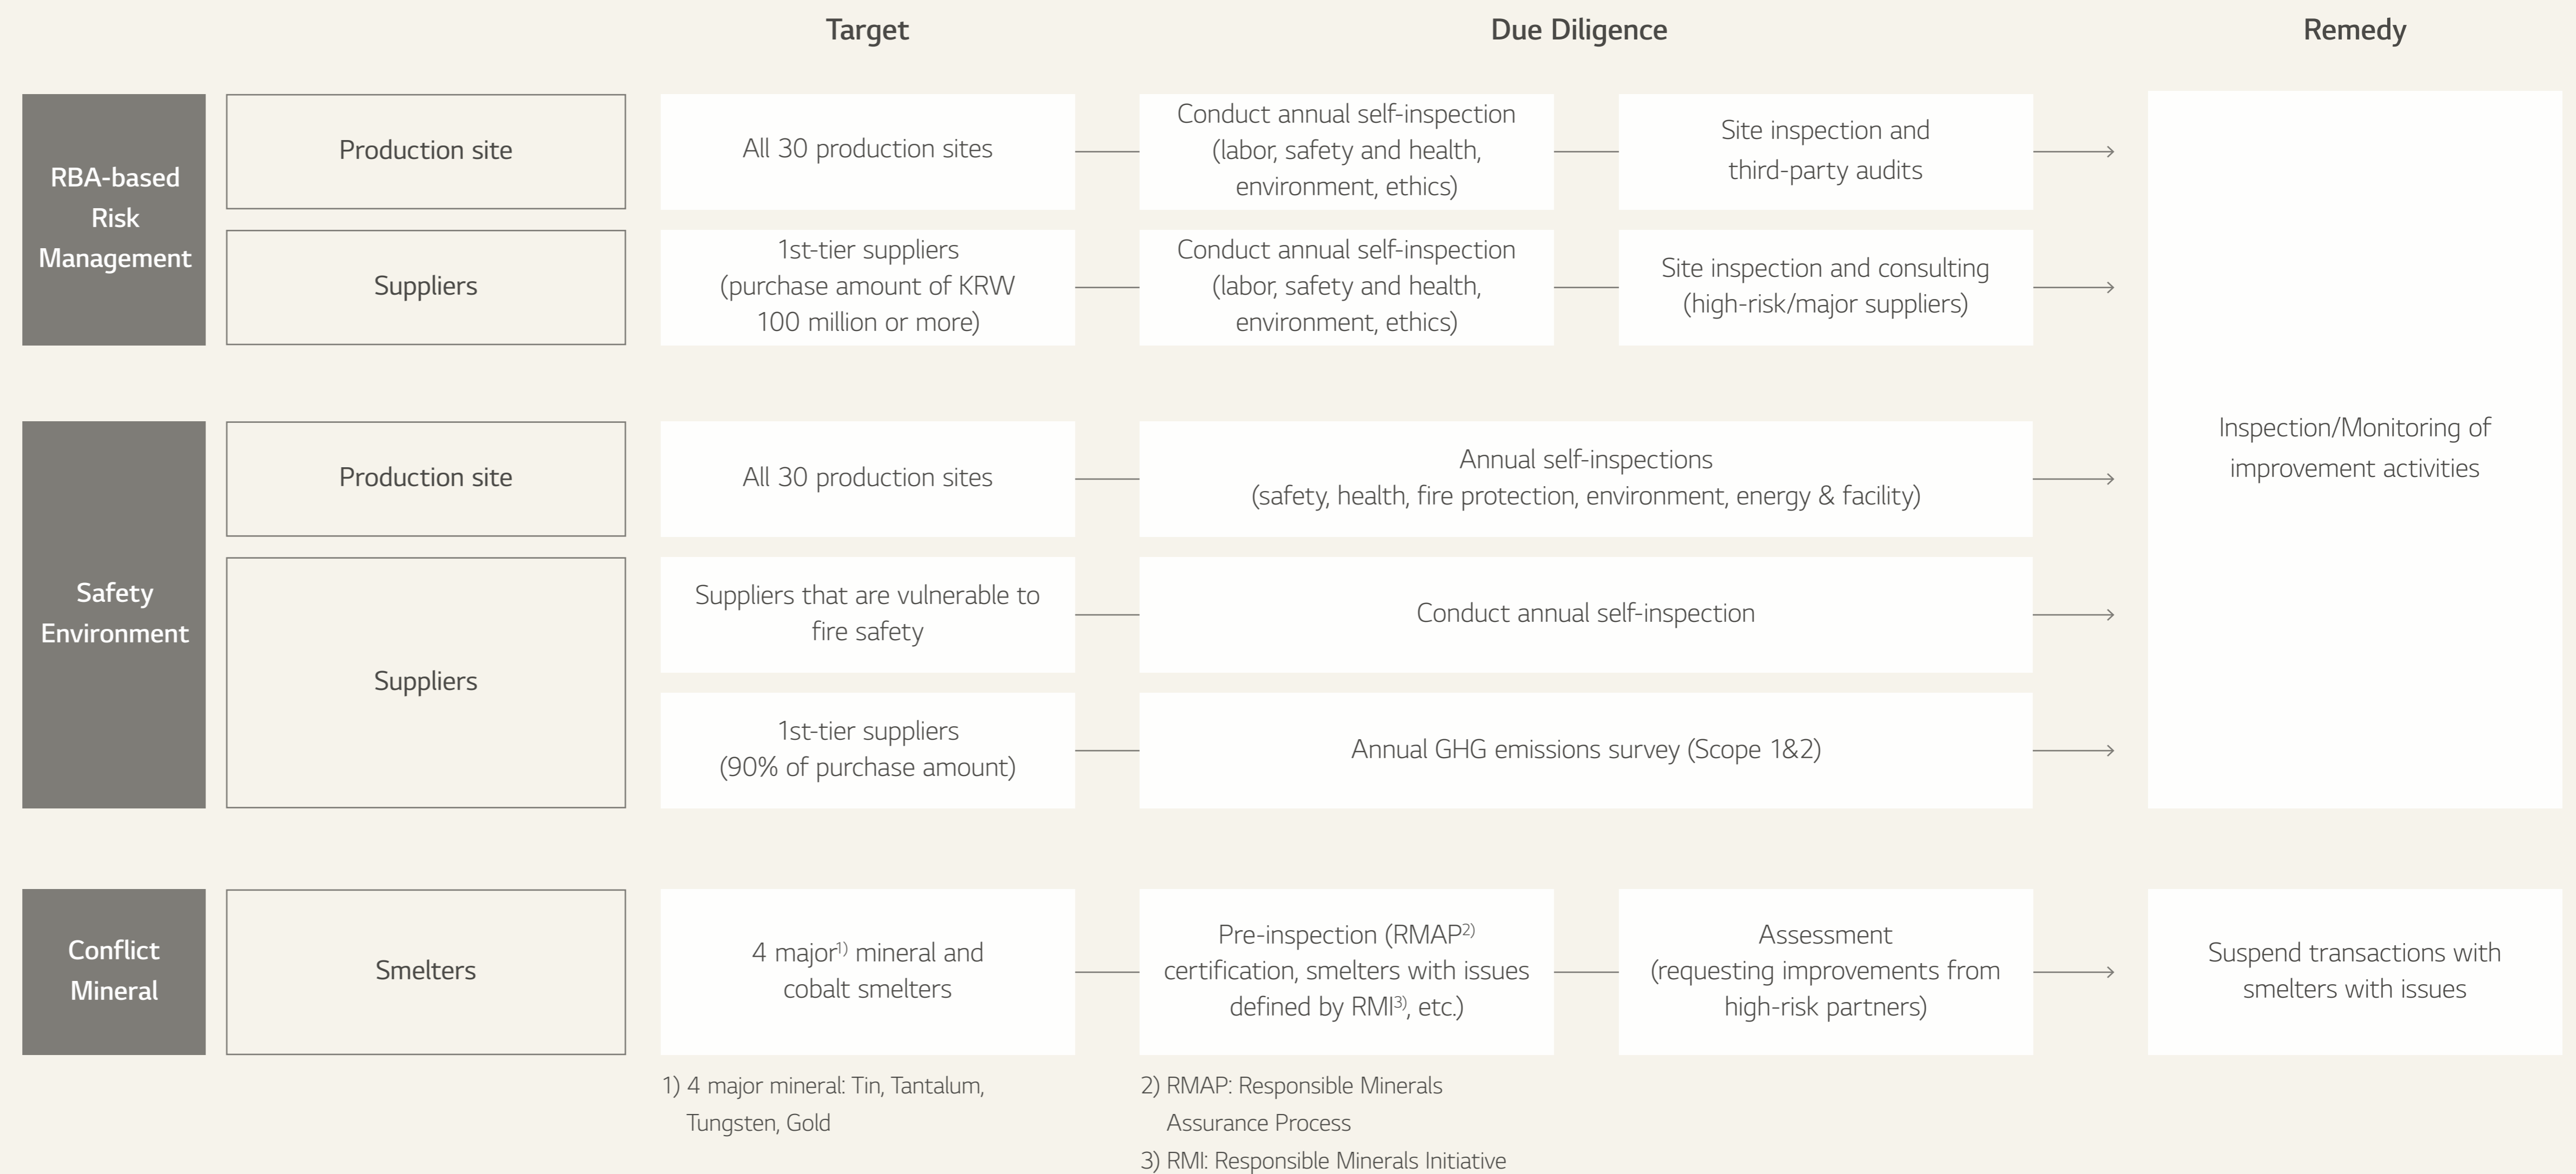 Target
Due Diligence
Remedy
RBA-based
Risk
Management
Production site
All 30 production sites
Conduct annual self-inspection
(labor, safety and health,
environment, ethics)
Site inspection and
third-party audits
Suppliers
1st-tier suppliers
(purchase amount of KRW
100 million or more)
Conduct annual self-inspection
(labor, safety and health,
environment, ethics)
Site inspection and consulting
(high-risk/major suppliers)
Inspection/Monitoring of
improvement activities
Safety
Environment
Production site
All 30 production sites
Annual self-inspections
(safety, health, fire protection, environment, energy & facility)
Suppliers
Suppliers that are vulnerable to
fire safety
Conduct annual self-inspection
1st-tier suppliers
(90% of purchase amount)
Annual GHG emissions survey (Scope 1&2)
Conflict
Mineral
Smelters
4 major1) mineral and
cobalt smelters
Pre-inspection (RMAP2)
certification, smelters with issues
defined by RMI3), etc.)
Assessment
(requesting improvements from
high-risk partners)
Suspend transactions with
smelters with issues
1) 4 major mineral: Tin, Tantalum,
Tungsten, Gold
2) RMAP: Responsible Minerals
Assurance Process
3) RMI: Responsible Minerals Initiative